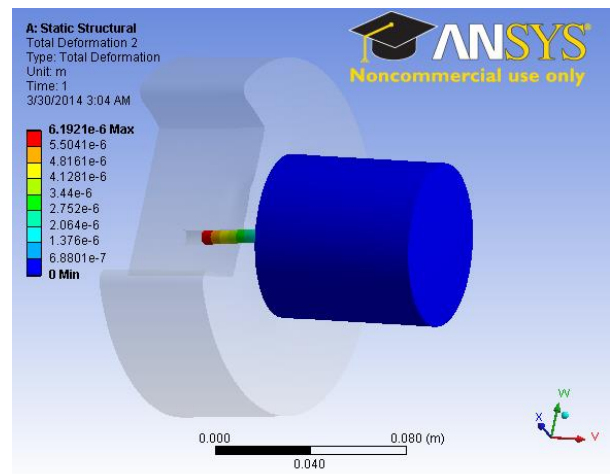 A: Static Structural
Total Deformation 2
Type: Total Deformation
Unit: m
Time: 1
3/30/2014 3:04 AM
6.1921e-6 Max
5.5041e-6
4.8161e-6
4.1281e-6
3.44e-6
2.752e-6
2.064e-6
1.376e-6
6.8801e-7
0 Min
ANSYS
Noncommercial use only
0.000
0.080 (m)
0.040
W
X
V